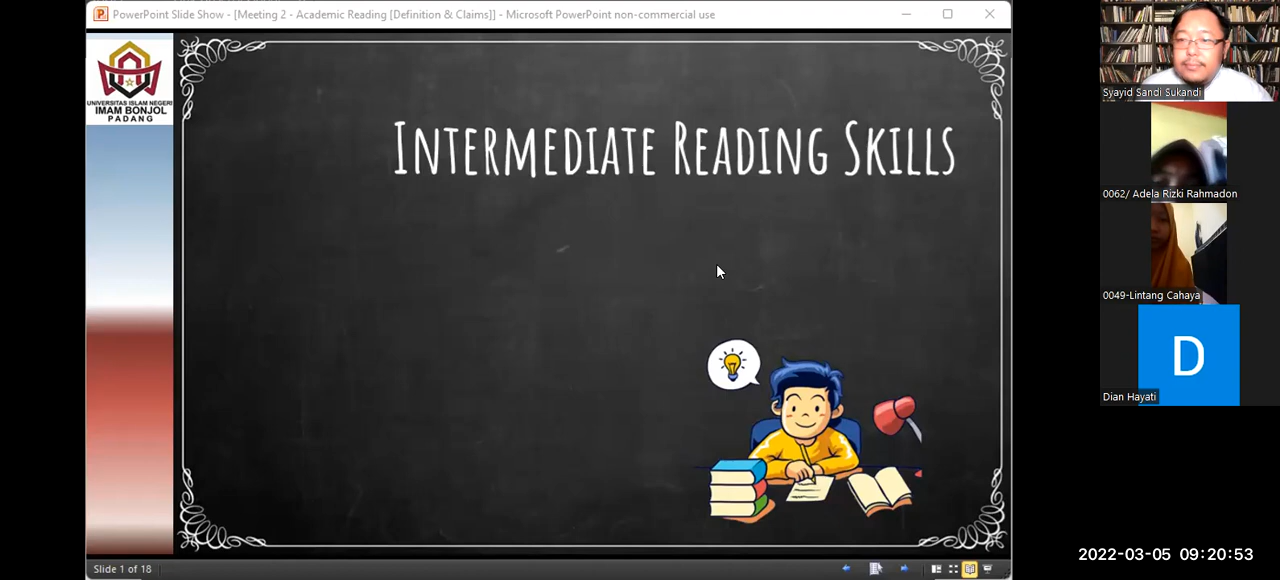 PowerPoint Slide Show - [Meeting 2 - Academic Reading [Definition & Claims]] - Microsoft PowerPoint non-commercial use
UNIVERSITAS ISLAM NEGERI
IMAM BONJOL
PADANG
INTERMEDIATE READING SKILLS
Slide 1 of 18
Syayid Sandi Sukandi
0062/ Adela Rizki Rahmadon
0049-Lintang Cahaya
D
Dian Hayati
2022-03-05 09:20:53